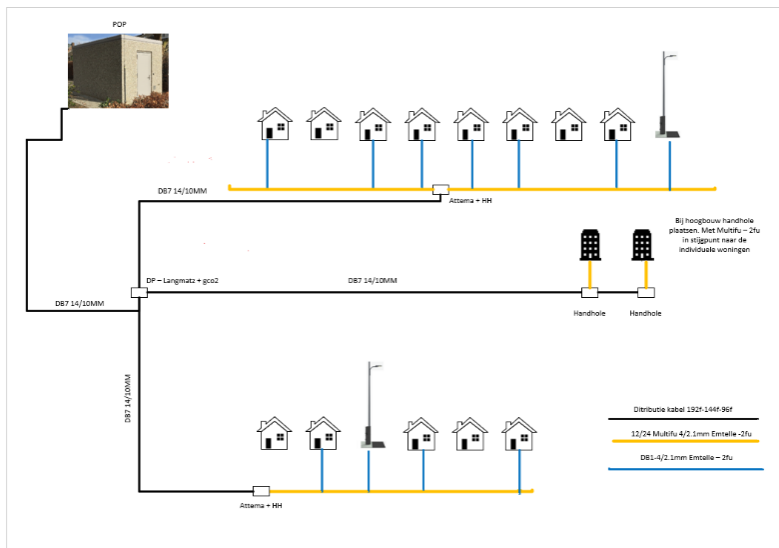 POP
DB7 14/10MM
Attema + HH
Bij hoogbouw handhole
plaatsen. Met Multifu – 2fu
in stijgpunt naar de
individuele woningen
DP – Langmatz + gco2
DB7 14/10MM
DB7 14/10MM
Handhole
Handhole
DB7 14/10MM
Ditributie kabel 192f-144f-96f
12/24 Multifu 4/2.1mm Emtelle -2fu
DB1-4/2.1mm Emtelle – 2fu
Attema + HH